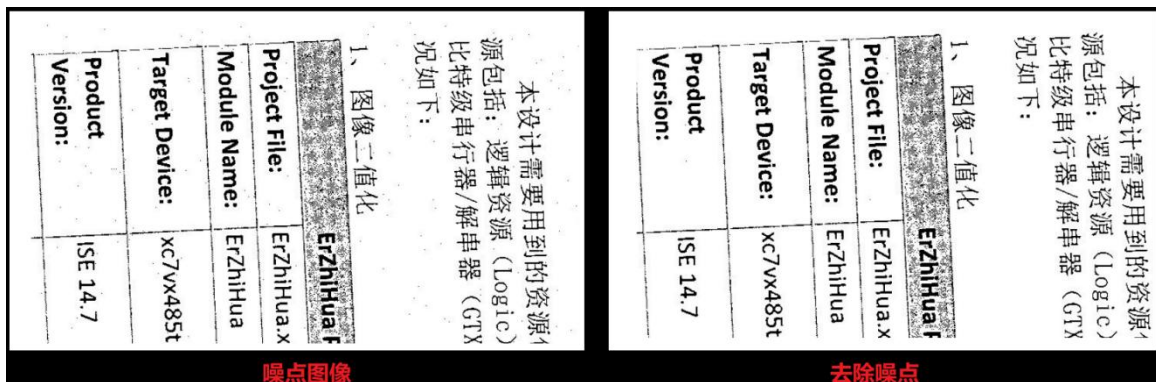 本设计需要用到的资源
源包括：逻辑资源（Logic）
比特级串行器/解串器（GTX
况如下：
1、 图像二值化
ErZhiHua
Project File: ErZhiHua.x
Module Name: ErZhiHua
Target Device: xc7vx485t
Product Version: ISE 14.7
噪点图像
本设计需要用到的资源
源包括：逻辑资源（Logic）
比特级串行器/解串器（GTX
况如下：
1、 图像二值化
ErZhiHua
Project File: ErZhiHua.x
Module Name: ErZhiHua
Target Device: xc7vx485t
Product Version: ISE 14.7
去除噪点